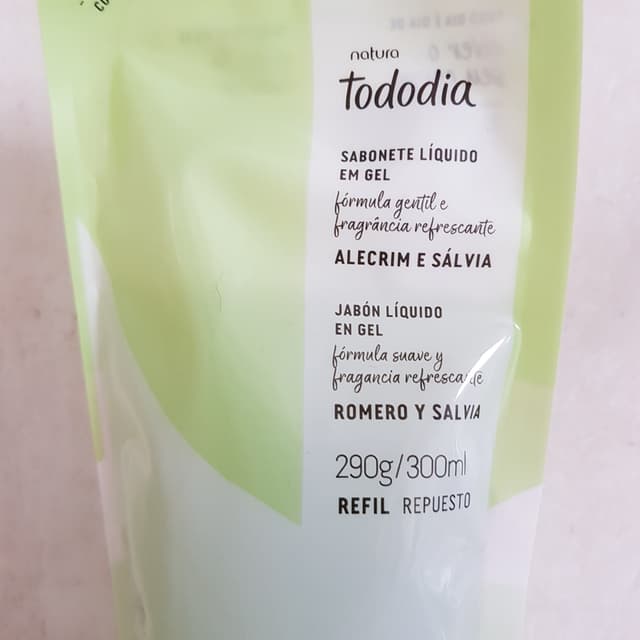 natura
Tododia
SABONETE LÍQUIDO
EM GEL
fórmula gentil e
fragrância refrescante
ALECRIM E SÁLVIA
JABÓN LÍQUIDO
EN GEL
fórmula suave y
fragancia refrescante
ROMERO Y SALVIA
290g/300ml
REFIL REPUESTO